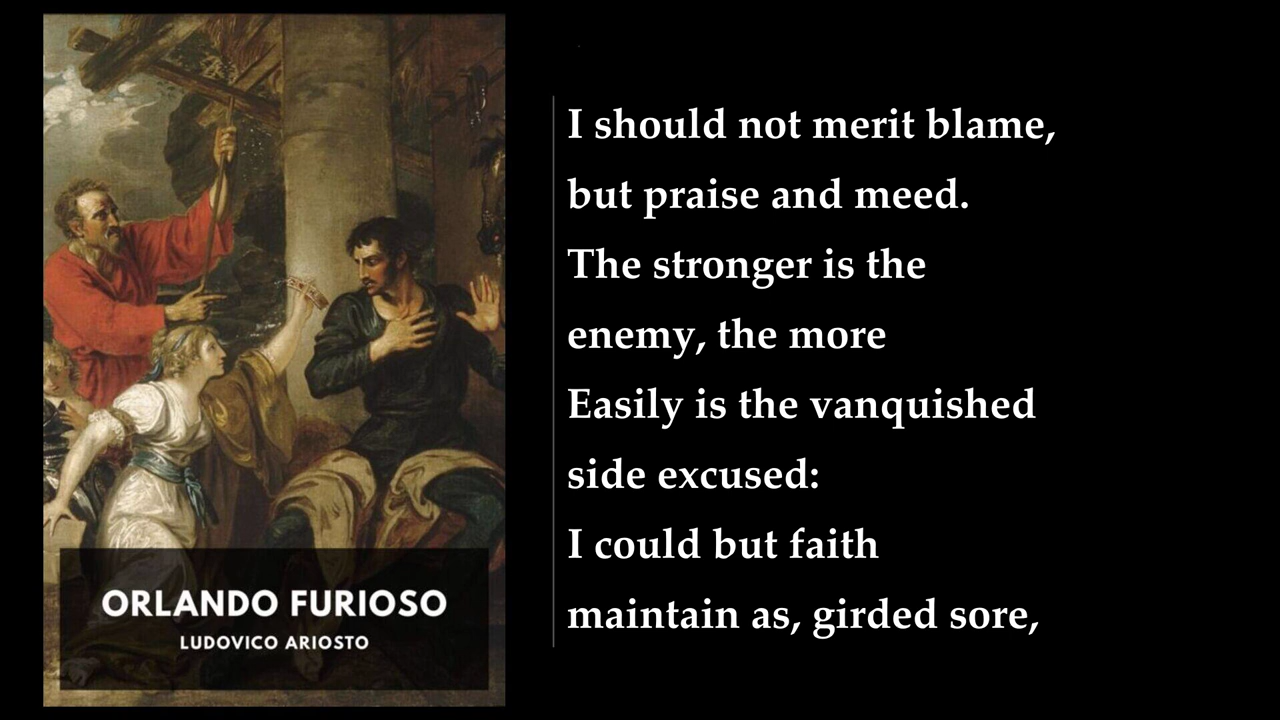 ORLANDO FURIOSO
LUDOVICO ARIOSTO
I should not merit blame,
but praise and meed.
The stronger is the
enemy, the more
Easily is the vanquished
side excused:
I could but faith
maintain as, girded sore,